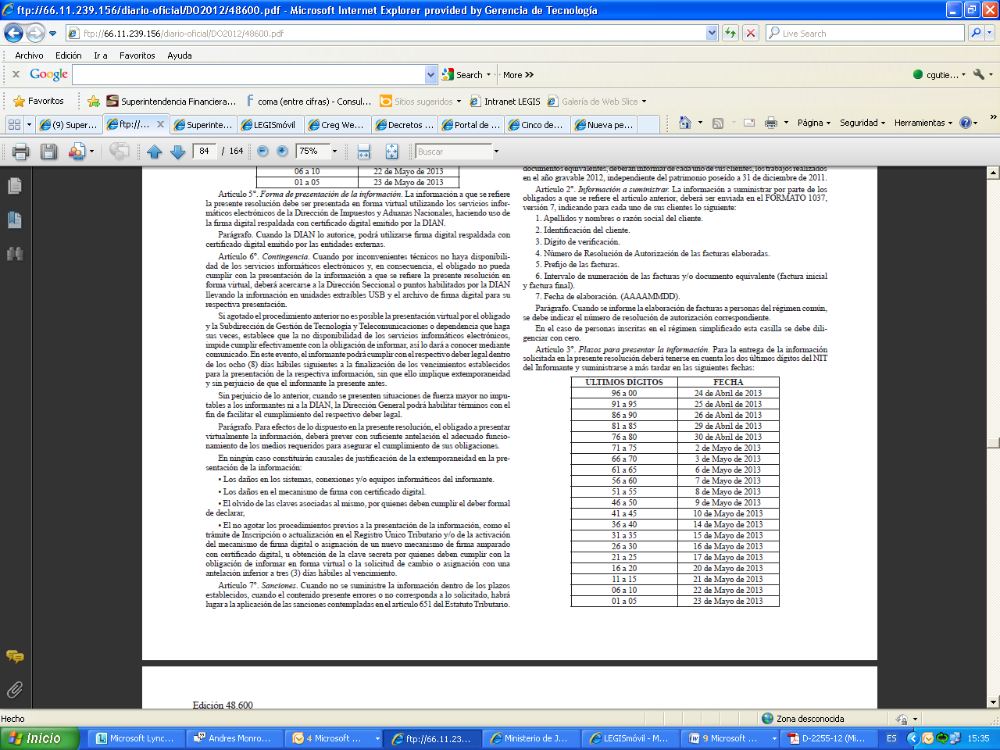 ftp://66.11.239.156/diario-oficial/DO2012/48600.pdf - Microsoft Internet Explorer provided by Gerencia de Tecnología
ftp://66.11.239.156/diario-oficial/DO2012/48600.pdf
Live Search
Archivo Edición Ir a Favoritos Ayuda
Google Search More cgutie...
Favoritos Superintendencia Financiera... coma (entre cifras) - Consul... Sitios sugeridos Intranet LEGIS Galería de Web Slice
(9) Super... ftp://... Superinte... LEGISmóvil Creg We... Decretos ... Portal de ... Cinco de... Nueva pe... Página Seguridad Herramientas
84 / 164 75% Buscar
06 a 10 22 de Mayo de 2013
01 a 05 23 de Mayo de 2013
Artículo 5°. Forma de presentación de la información. La información a que se refiere
la presente resolución debe ser presentada en forma virtual utilizando los servicios infor-
máticos electrónicos de la Dirección de Impuestos y Aduanas Nacionales, haciendo uso de
la firma digital respaldada con certificado digital emitido por la DIAN.
Parágrafo. Cuando la DIAN lo autorice, podrá utilizarse firma digital respaldada con
certificado digital emitido por las entidades externas.
Artículo 6°. Contingencia. Cuando por inconvenientes técnicos no haya disponibili-
dad de los servicios informáticos electrónicos y, en consecuencia, el obligado no pueda
cumplir con la presentación de la información a que se refiere la presente resolución en
forma virtual, deberá acercarse a la Dirección Seccional o puntos habilitados por la DIAN
llevando la información en unidades extraíbles USB y el archivo de firma digital para su
respectiva presentación.
Si agotado el procedimiento anterior no es posible la presentación virtual por el obligado
y la Subdirección de Gestión de Tecnología y Telecomunicaciones o dependencia que haga
sus veces, establece que la no disponibilidad de los servicios informáticos electrónicos,
impide cumplir efectivamente con la obligación de informar, así lo dará a conocer mediante
comunicado. En este evento, el informante podrá cumplir con el respectivo deber legal dentro
de los ocho (8) días hábiles siguientes a la finalización de los vencimientos establecidos
para la presentación de la respectiva información, sin que ello implique extemporaneidad
y sin perjuicio de que el informante la presente antes.
Sin perjuicio de lo anterior, cuando se presenten situaciones de fuerza mayor no impu-
tables a los informantes ni a la DIAN, la Dirección General podrá habilitar términos con el
fin de facilitar el cumplimiento del respectivo deber legal.
Parágrafo. Para efectos de lo dispuesto en la presente resolución, el obligado a presentar
virtualmente la información, deberá prever con suficiente antelación el adecuado funcio-
namiento de los medios requeridos para asegurar el cumplimiento de sus obligaciones.
En ningún caso constituirán causales de justificación de la extemporaneidad en la pre-
sentación de la información:
• Los daños en los sistemas, conexiones y/o equipos informáticos del informante.
• Los daños en el mecanismo de firma con certificado digital.
• El olvido de las claves asociadas al mismo, por quienes deben cumplir el deber formal
de declarar,
• El no agotar los procedimientos previos a la presentación de la información, como el
trámite de Inscripción o actualización en el Registro Único Tributario y/o de la activación
del mecanismo de firma digital o asignación de un nuevo mecanismo de firma amparado
con certificado digital, u obtención de la clave secreta por quienes deben cumplir con la
obligación de informar en forma virtual o la solicitud de cambio o asignación con una
antelación inferior a tres (3) días hábiles al vencimiento.
Artículo 7°. Sanciones. Cuando no se suministre la información dentro de los plazos
establecidos, cuando el contenido presente errores o no corresponda a lo solicitado, habrá
lugar a la aplicación de las sanciones contempladas en el artículo 651 del Estatuto Tributario.
documentos equivalentes, deberán informar de cada uno de sus clientes, los trabajos realizados
en el año gravable 2012, independiente del patrimonio poseído a 31 de diciembre de 2011.
Artículo 2°. Información a suministrar. La información a suministrar por parte de los
obligados a que se refiere el artículo anterior, deberá ser enviada en el FORMATO 1037,
versión 7, indicando para cada uno de sus clientes lo siguiente:
1. Apellidos y nombres o razón social del cliente.
2. Identificación del cliente.
3. Dígito de verificación.
4. Número de Resolución de Autorización de las facturas elaboradas.
5. Prefijo de las facturas.
6. Intervalo de numeración de las facturas y/o documento equivalente (factura inicial
y factura final).
7. Fecha de elaboración. (AAAAMMDD).
Parágrafo. Cuando se informe la elaboración de facturas a personas del régimen común,
se debe indicar el número de resolución de autorización correspondiente.
En el caso de personas inscritas en el régimen simplificado esta casilla se debe dili-
genciar con cero.
Artículo 3°. Plazos para presentar la información. Para la entrega de la información
solicitada en la presente resolución deberá tenerse en cuenta los dos últimos dígitos del NIT
del Informante y suministrarse a más tardar en las siguientes fechas:
ÚLTIMOS DÍGITOS FECHA
96 a 00 24 de Abril de 2013
91 a 95 25 de Abril de 2013
86 a 90 26 de Abril de 2013
81 a 85 29 de Abril de 2013
76 a 80 30 de Abril de 2013
71 a 75 2 de Mayo de 2013
66 a 70 3 de Mayo de 2013
61 a 65 6 de Mayo de 2013
56 a 60 7 de Mayo de 2013
51 a 55 8 de Mayo de 2013
46 a 50 9 de Mayo de 2013
41 a 45 10 de Mayo de 2013
36 a 40 14 de Mayo de 2013
31 a 35 15 de Mayo de 2013
26 a 30 16 de Mayo de 2013
21 a 25 17 de Mayo de 2013
16 a 20 20 de Mayo de 2013
11 a 15 21 de Mayo de 2013
06 a 10 22 de Mayo de 2013
01 a 05 23 de Mayo de 2013
Edición 48.600
Hecho Zona desconocida
Inicio Microsoft Lync... Andres Monro... 4 Microsoft ... ftp://66.11.23... Ministerio de J... LEGISmóvil - M... 9 Microsoft ... D-2255-12 (Mi... ES 15:35